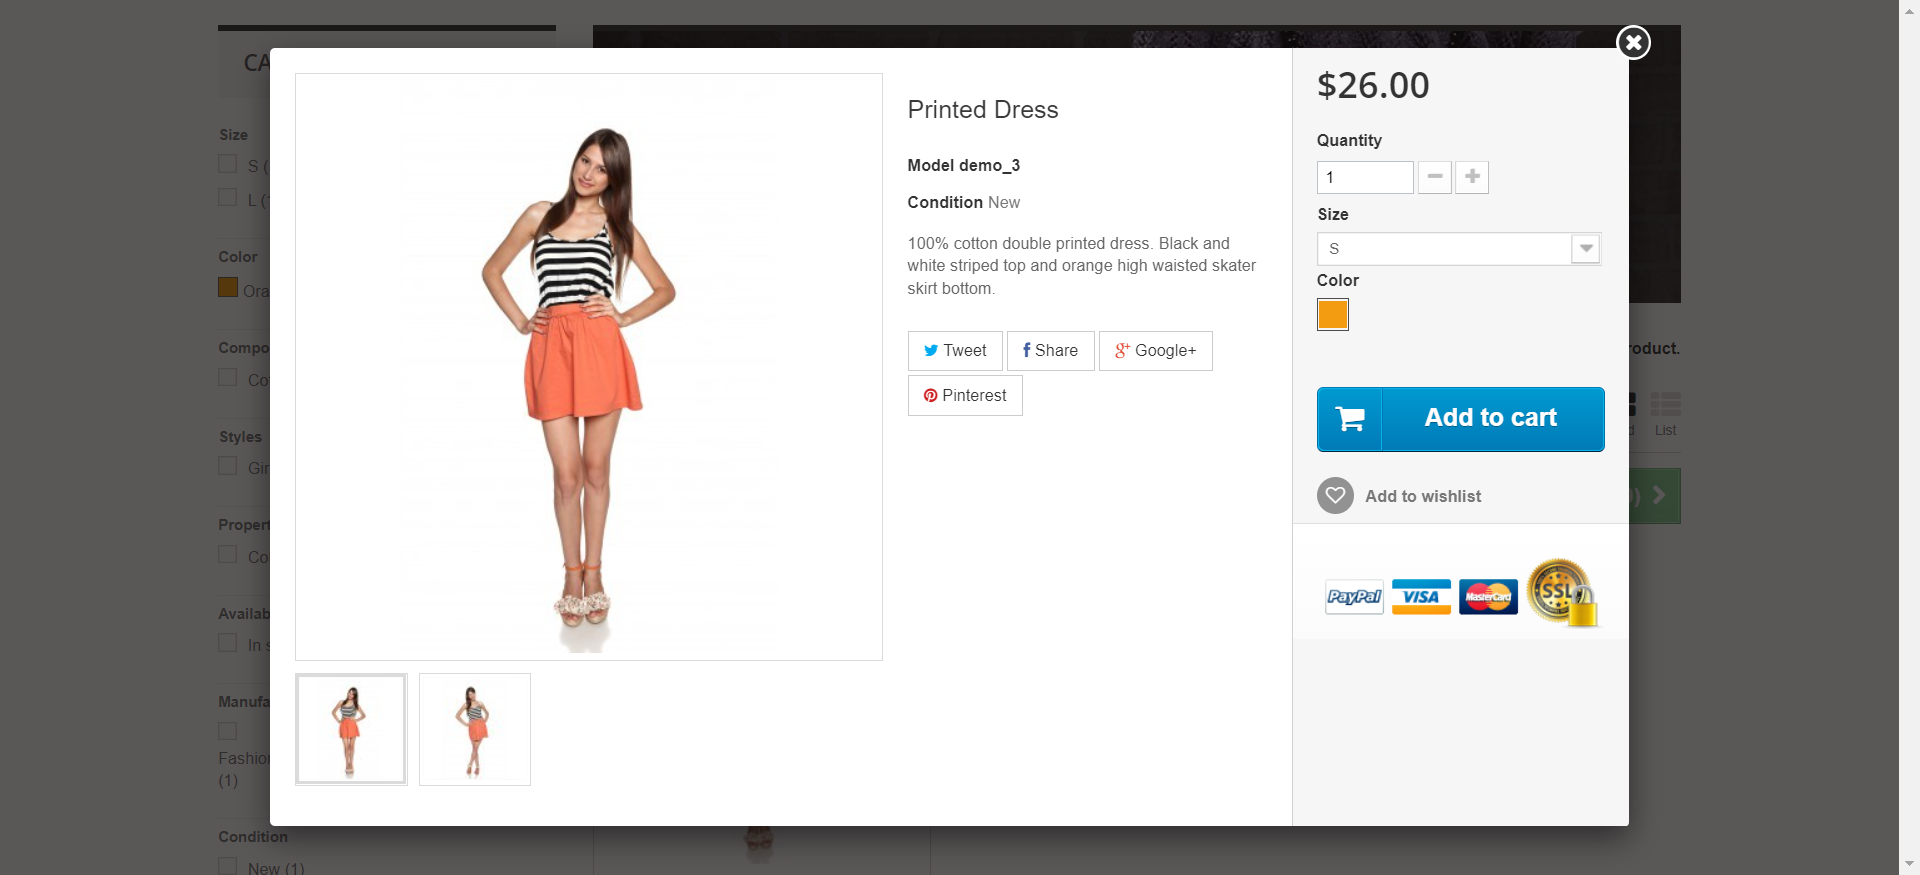 CA
Size
S (
L (
Color
Ora
Compo
Co
Styles
Gir
Propert
Co
Availab
In s
Manufa
Fashion
(1)
Condition
New (1)
Printed Dress
Model demo_3
Condition New
100% cotton double printed dress. Black and
white striped top and orange high waisted skater
skirt bottom.
Tweet
Share
Google+
Pinterest
$26.00
Quantity
1
Size
S
Color
Add to cart
Add to wishlist
PayPal
VISA
MasterCard
SSL
roduct.
d
List
)